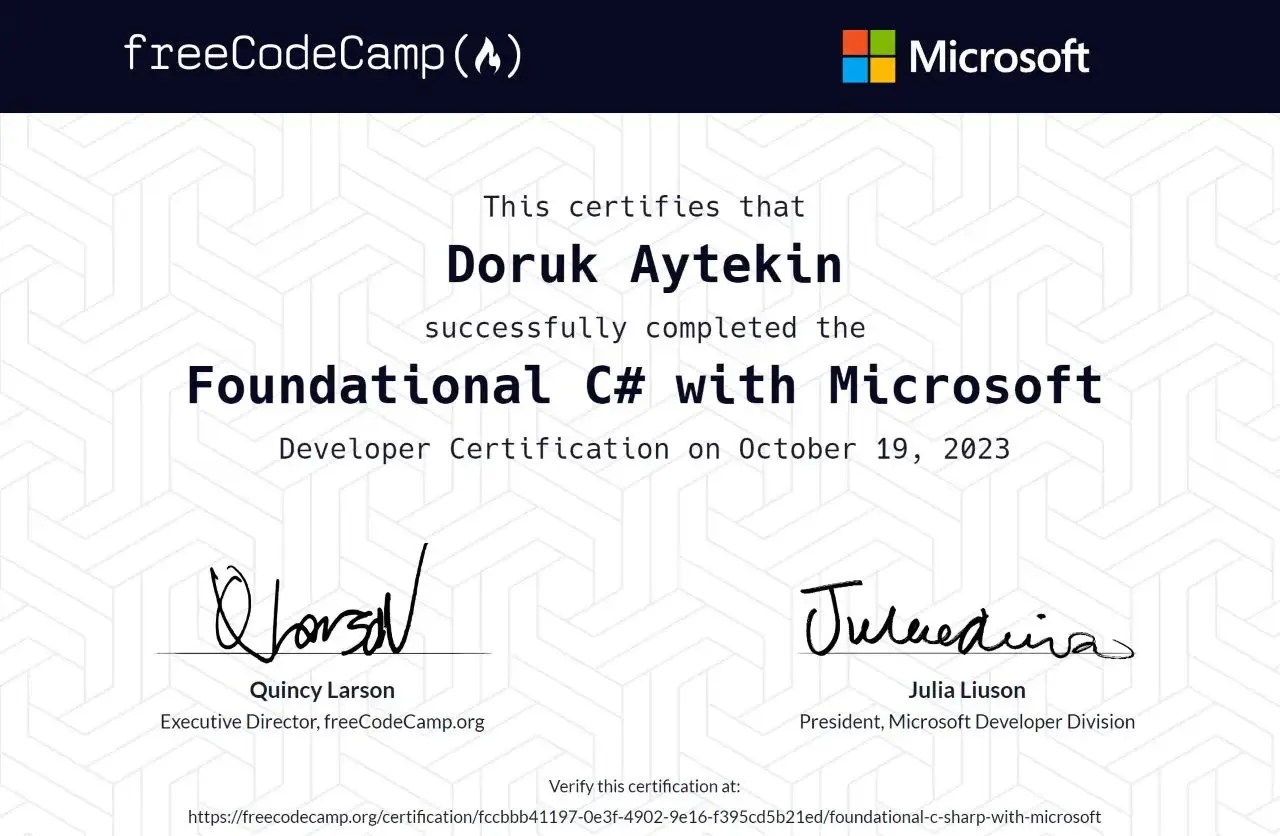 freeCodeCamp(🔥)
Microsoft
This certifies that
Doruk Aytekin
successfully completed the
Foundational C# with Microsoft
Developer Certification on October 19, 2023
Quincy Larson
Executive Director, freeCodeCamp.org
Julia Liuson
President, Microsoft Developer Division
Verify this certification at:
https://freecodecamp.org/certification/fccbbb41197-0e3f-4902-9e16-f395cd5b21ed/foundational-c-sharp-with-microsoft